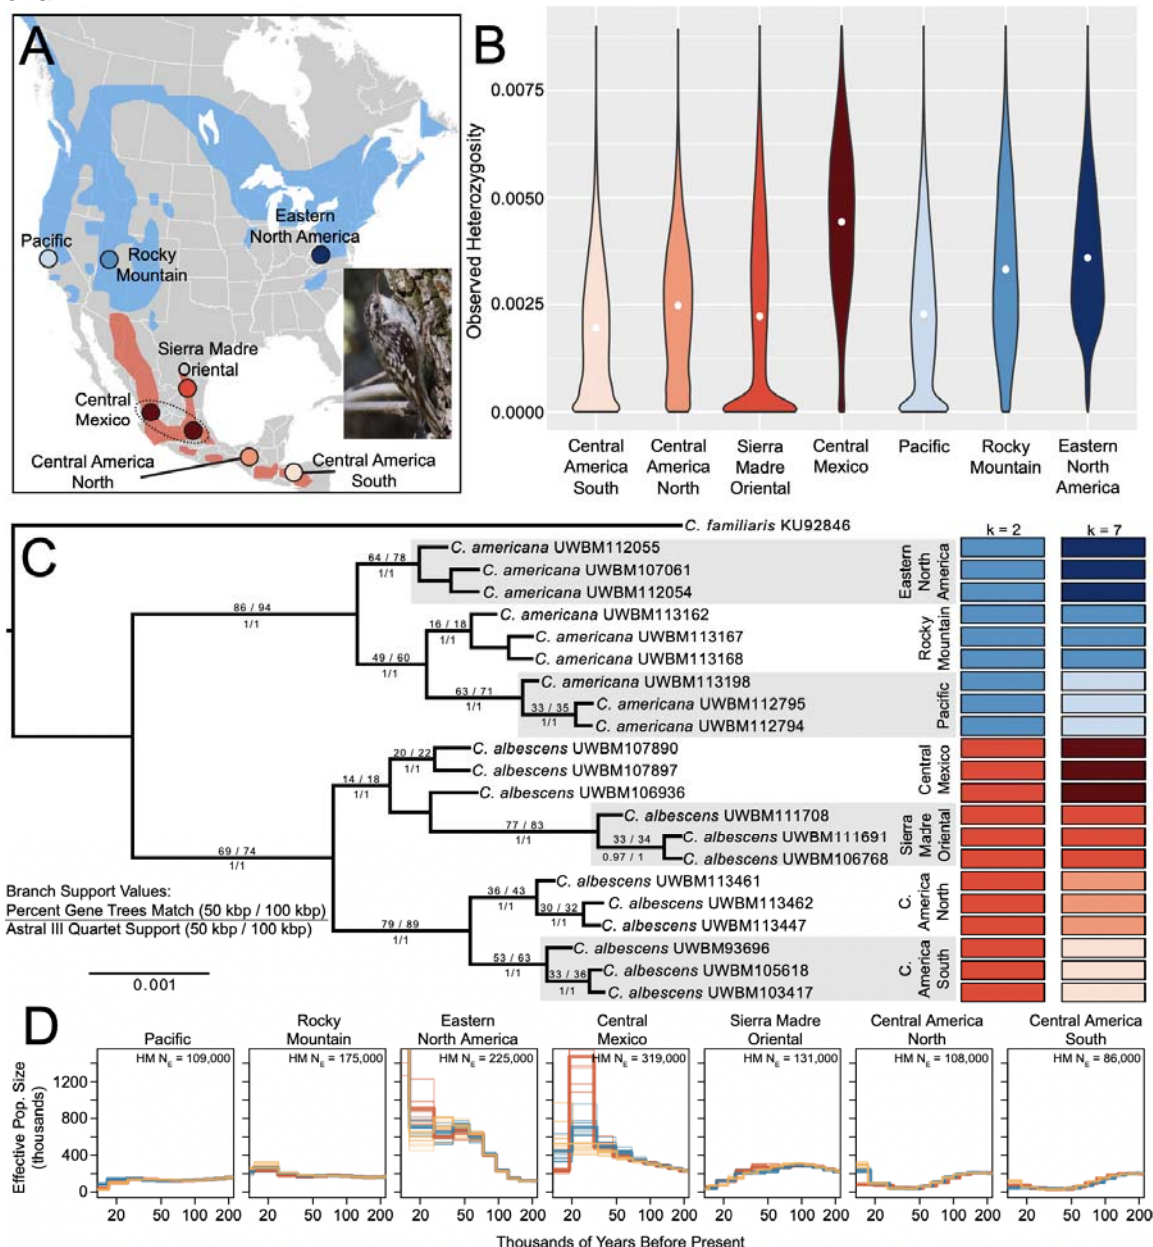 A
Pacific
Rocky
Mountain
Eastern
North America
Sierra Madre
Oriental
Central
Mexico
Central America
North
Central America
South
B
Observed Heterozygosity
0.0075
0.0050
0.0025
0.0000
Central
America
South
Central
America
North
Sierra
Madre
Oriental
Central
Mexico
Pacific
Rocky
Mountain
Eastern
North
America
C
C. familiaris KU92846
k = 2
k = 7
64 / 78
1/1
C. americana UWBM112055
C. americana UWBM107061
C. americana UWBM112054
Eastern
North
America
86 / 94
1/1
16 / 18
1/1
C. americana UWBM113162
C. americana UWBM113167
C. americana UWBM113168
Rocky
Mountain
49 / 60
1/1
63 / 71
1/1
33 / 35
1/1
C. americana UWBM113198
C. americana UWBM112795
C. americana UWBM112794
Pacific
20 / 22
1/1
C. albescens UWBM107890
C. albescens UWBM107897
C. albescens UWBM106936
Central
Mexico
14 / 18
1/1
77 / 83
1/1
33 / 34
0.97 / 1
C. albescens UWBM111708
C. albescens UWBM111691
C. albescens UWBM106768
Sierra
Madre
Oriental
69 / 74
1/1
36 / 43
1/1
30 / 32
1/1
C. albescens UWBM113461
C. albescens UWBM113462
C. albescens UWBM113447
C.
America
North
79 / 89
1/1
53 / 63
1/1
33 / 36
1/1
C. albescens UWBM93696
C. albescens UWBM105618
C. albescens UWBM103417
C.
America
South
Branch Support Values:
Percent Gene Trees Match (50 kbp / 100 kbp)
Astral III Quartet Support (50 kbp / 100 kbp)
0.001
D
Effective Pop. Size
(thousands)
1200
800
400
0
Pacific
HM NE = 109,000
20 50 100 200
Rocky
Mountain
HM NE = 175,000
20 50 100 200
Eastern
North America
HM NE = 225,000
20 50 100 200
Central
Mexico
HM NE = 319,000
20 50 100 200
Sierra Madre
Oriental
HM NE = 131,000
20 50 100 200
Central America
North
HM NE = 108,000
20 50 100 200
Central America
South
HM NE = 86,000
20 50 100 200
Thousands of Years Before Present